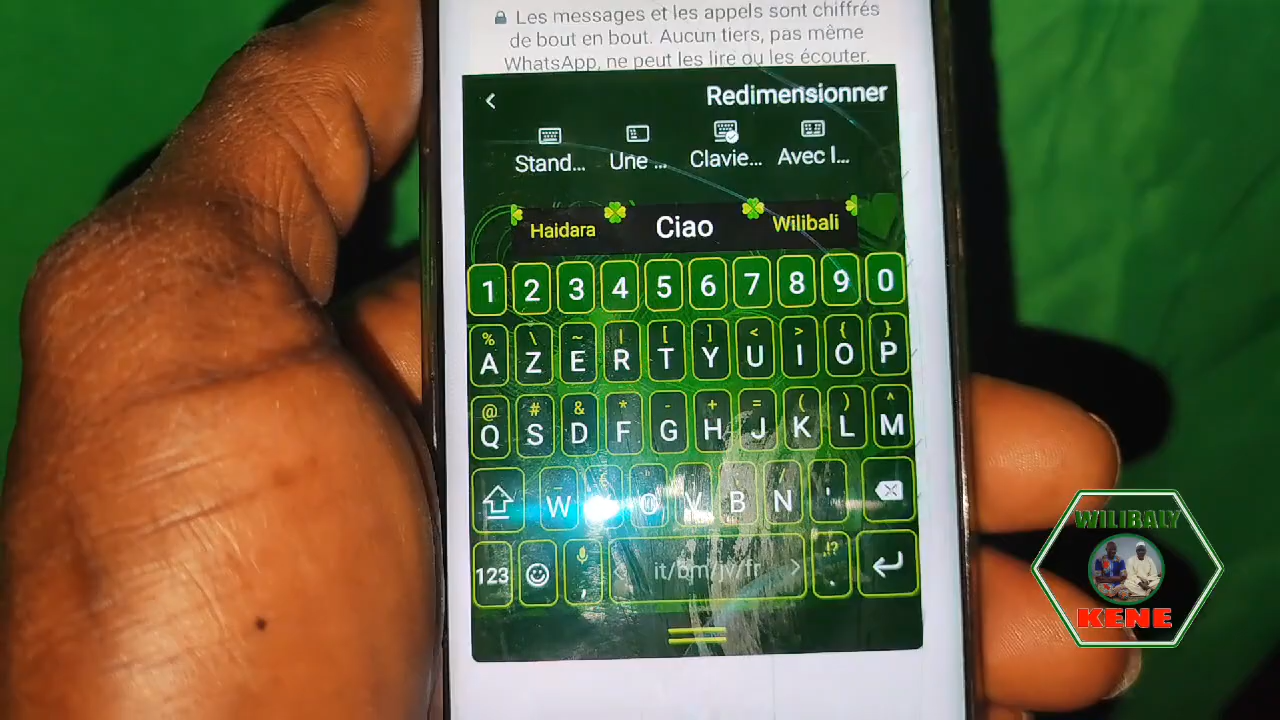 Les messages et les appels sont chiffrés
de bout en bout. Aucun tiers, pas même
WhatsApp, ne peut les lire ou les écouter.
Redimensionner
Stand... Une ... Clavie... Avec l...
Haidara Ciao Wilibali
1 2 3 4 5 6 7 8 9 0
% \ ~ | [ ] < > { }
A Z E R T Y U I O P
@ # & * - + = ( ) ^
Q S D F G H J K L M
W V B N '
123 , it/bm/jv/fr .!?
WILIBALY
KENE